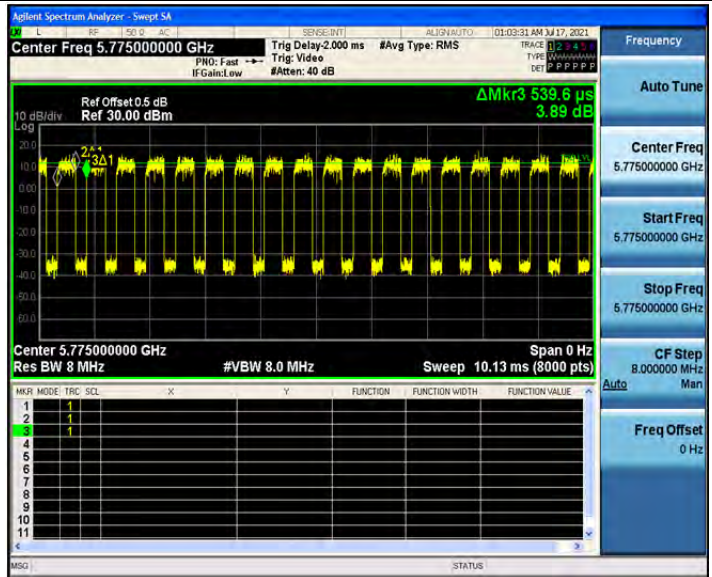 Agilent Spectrum Analyzer - Swept SA
L RF 50 Ω AC SENSE:INT ALIGNAUTO 01:03:31 AM Jul 17, 2021
Center Freq 5.775000000 GHz
PNO: Fast
IFGain:Low
Trig Delay-2.000 ms
Trig: Video
#Atten: 40 dB
#Avg Type: RMS
TRACE 1 2 3 4 5 6
TYPE
DET P P P P P P
Frequency
Auto Tune
Center Freq
5.775000000 GHz
Start Freq
5.775000000 GHz
Stop Freq
5.775000000 GHz
CF Step
8.000000 MHz
Auto Man
Freq Offset
0 Hz
ΔMkr3 539.6 µs
3.89 dB
Ref Offset 0.5 dB
10 dB/div Ref 30.00 dBm
Log
20.0
10.0
0.00
-10.0
-20.0
-30.0
-40.0
-50.0
-60.0
3Δ1
Center 5.775000000 GHz Span 0 Hz
Res BW 8 MHz #VBW 8.0 MHz Sweep 10.13 ms (8000 pts)
MKR MODE TRC SCL X Y FUNCTION FUNCTION WIDTH FUNCTION VALUE
1 1
2 1
3 1
4
5
6
7
8
9
10
11
MSG STATUS